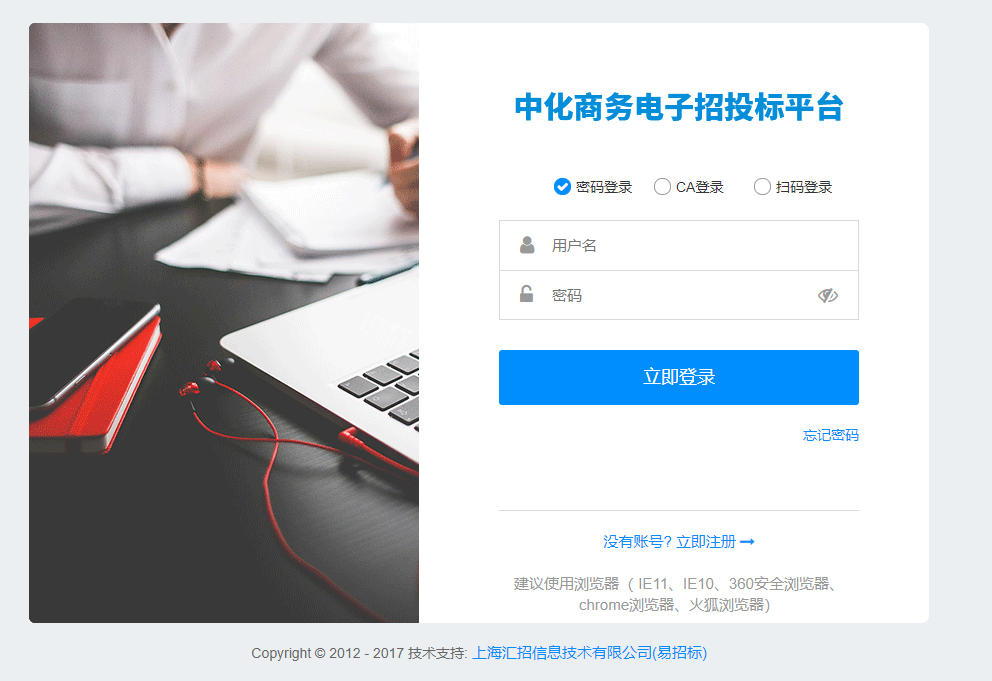 中化商务电子招投标平台
密码登录 CA登录 扫码登录
用户名
密码
立即登录
忘记密码
没有账号? 立即注册
建议使用浏览器（ IE11、IE10、360安全浏览器、
chrome浏览器、火狐浏览器）
Copyright © 2012 - 2017 技术支持: 上海汇招信息技术有限公司(易招标)